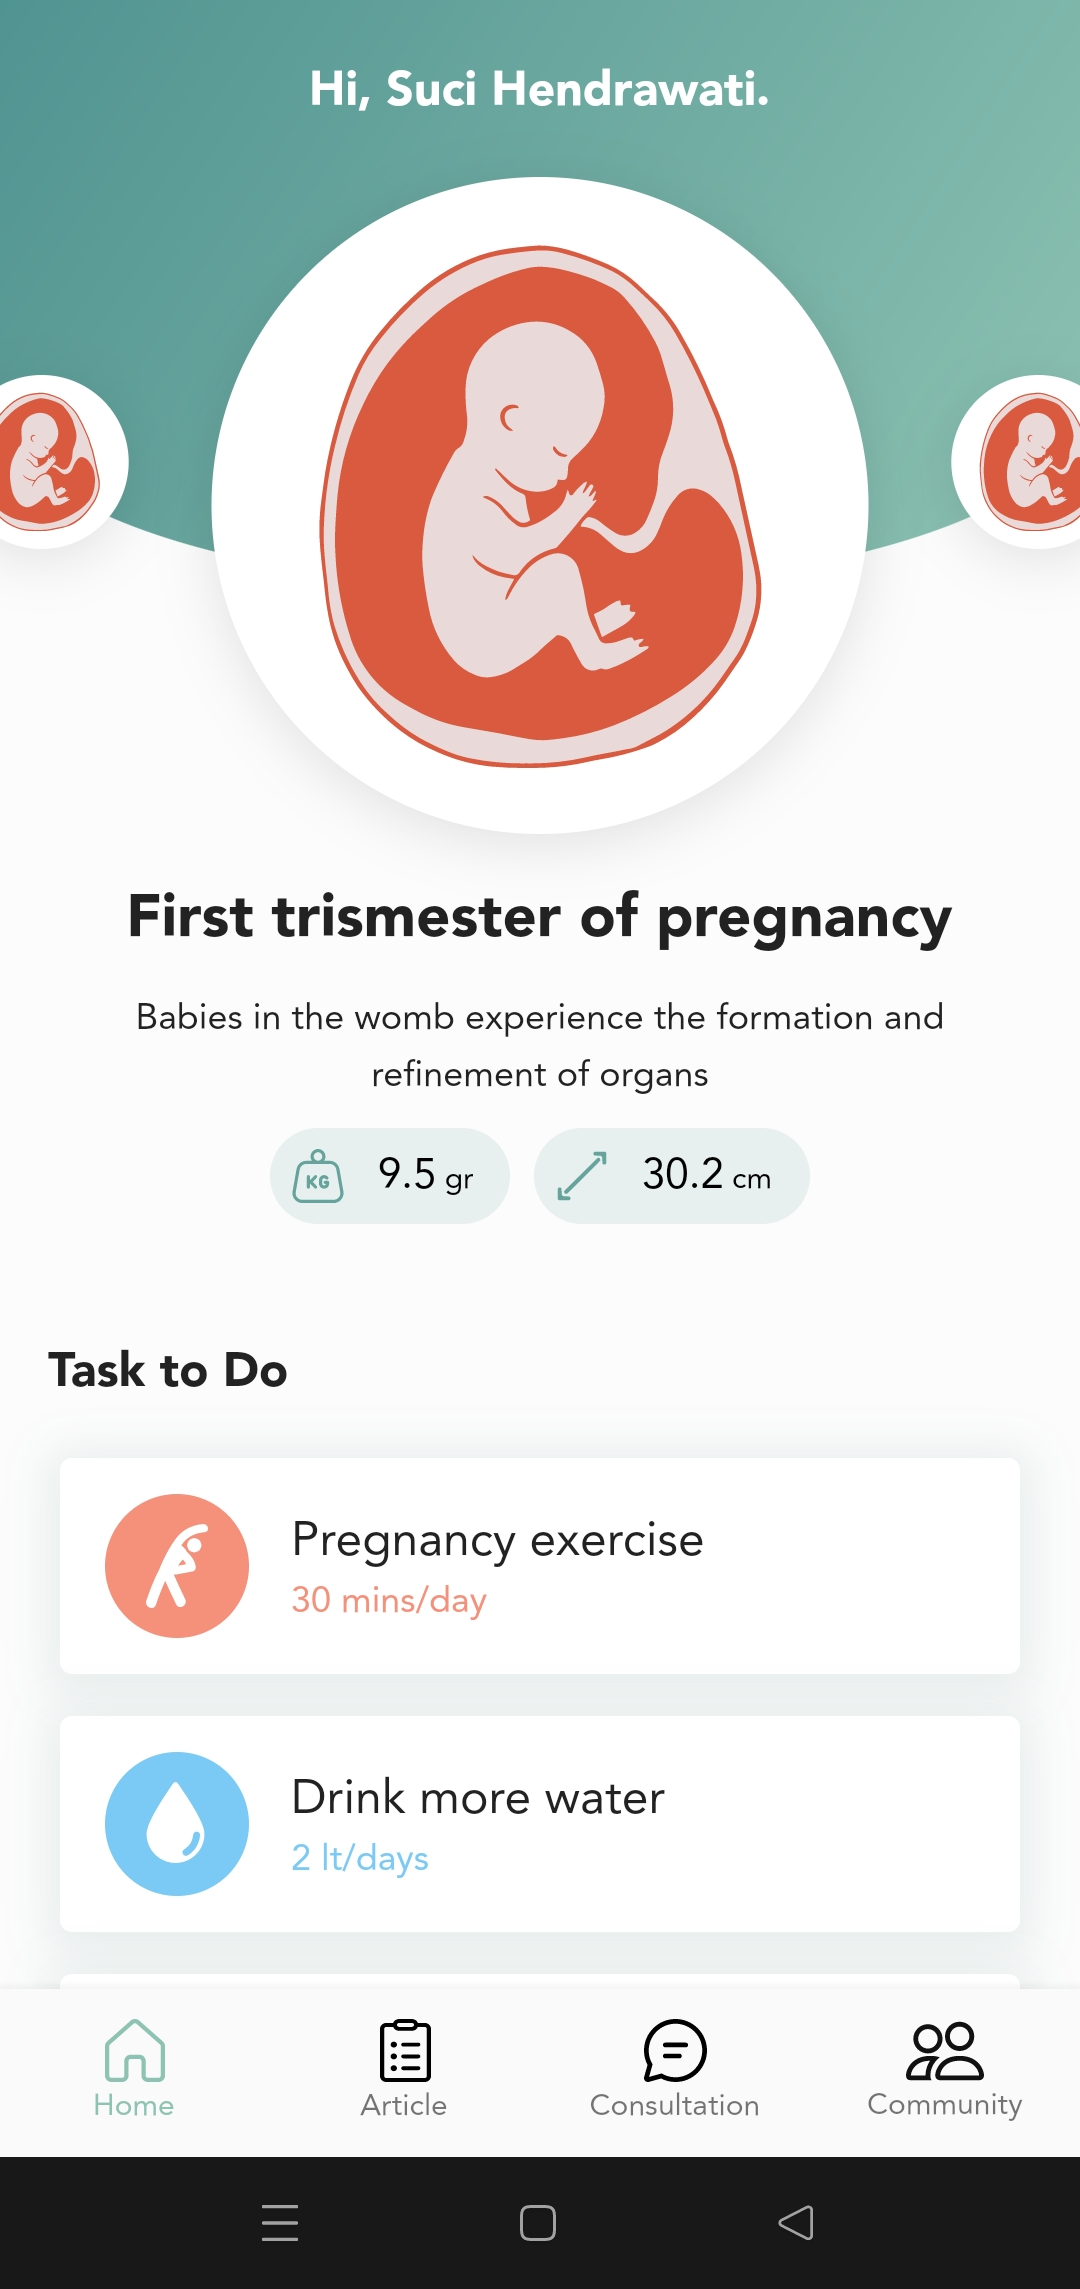 Hi, Suci Hendrawati.
First trismester of pregnancy
Babies in the womb experience the formation and
refinement of organs
KG 9.5 gr 30.2 cm
Task to Do
Pregnancy exercise
30 mins/day
Drink more water
2 lt/days
Home Article Consultation Community